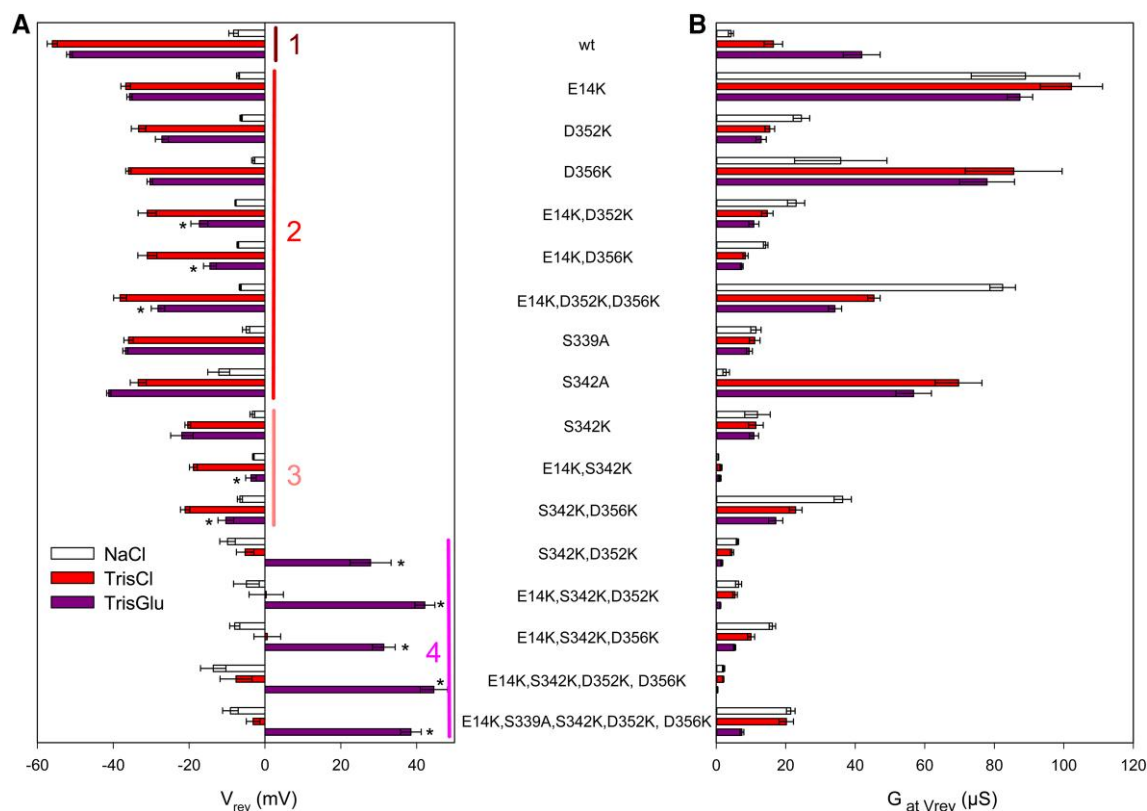 A
B
1
wt
E14K
D352K
D356K
E14K,D352K
*
2
E14K,D356K
*
E14K,D352K,D356K
*
S339A
S342A
S342K
E14K,S342K
*
3
S342K,D356K
*
NaCl
TrisCl
TrisGlu
S342K,D352K
*
E14K,S342K,D352K
*
E14K,S342K,D356K
*
4
E14K,S342K,D352K, D356K
*
E14K,S339A,S342K,D352K, D356K
*
-60 -40 -20 0 20 40
0 20 40 60 80 100 120
Vrev (mV)
G at Vrev (µS)